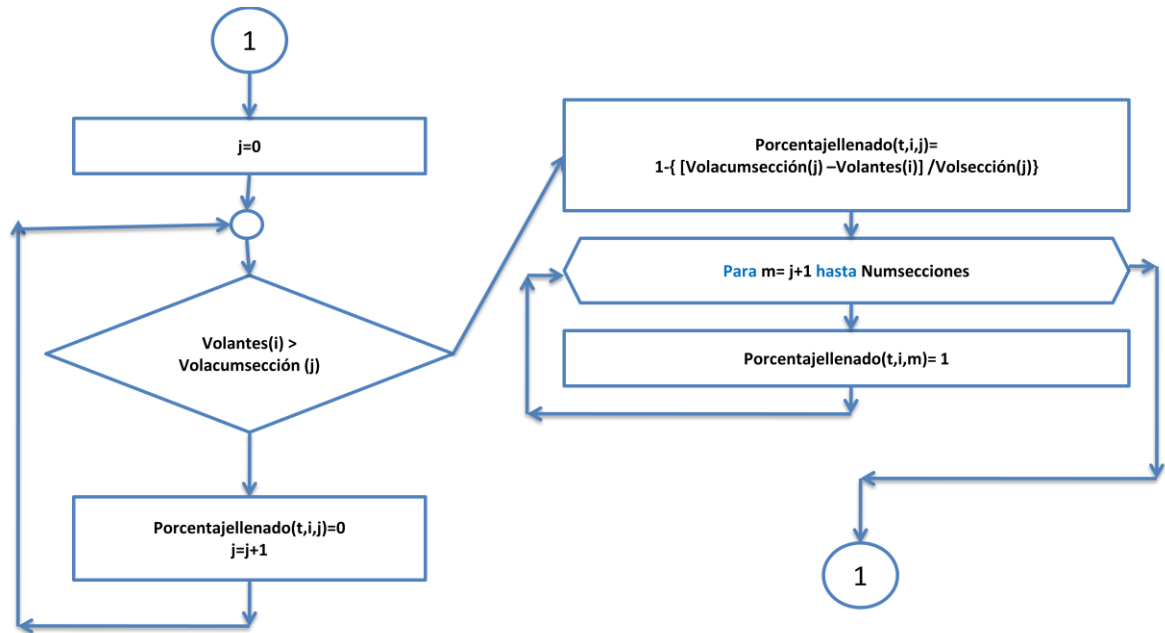 1
j=0
Volantes(i) >
Volacumsección (j)
Porcentajellenado(t,i,j)=0
j=j+1
Porcentajellenado(t,i,j)=
1-{ [Volacumsección(j) –Volantes(i)] /Volsección(j)}
Para m= j+1 hasta Numsecciones
Porcentajellenado(t,i,m)= 1
1